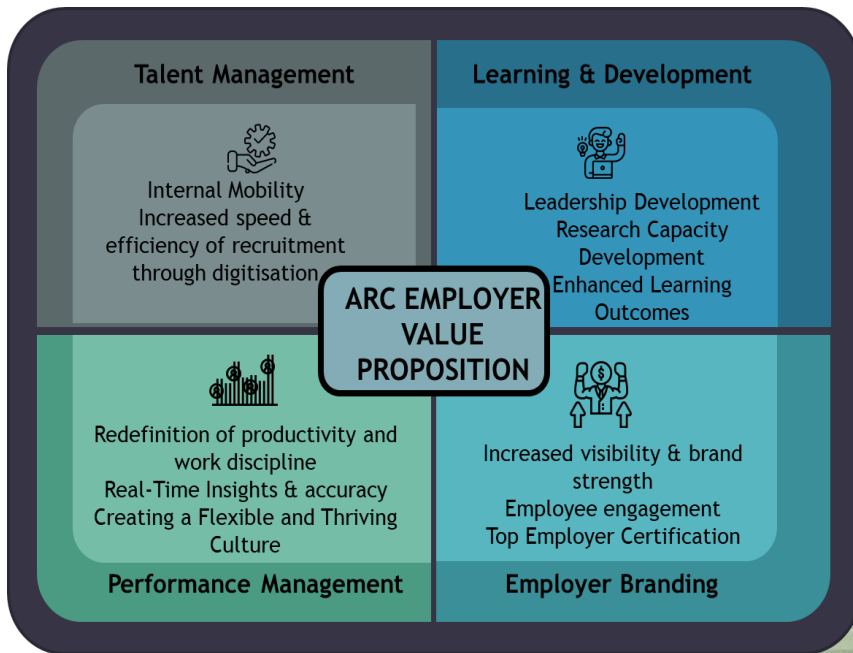 Talent Management
Internal Mobility
Increased speed &
efficiency of recruitment
through digitisation
Learning & Development
Leadership Development
Research Capacity
Development
Enhanced Learning
Outcomes
ARC EMPLOYER
VALUE
PROPOSITION
Redefinition of productivity and
work discipline
Real-Time Insights & accuracy
Creating a Flexible and Thriving
Culture
Performance Management
$
Increased visibility & brand
strength
Employee engagement
Top Employer Certification
Employer Branding